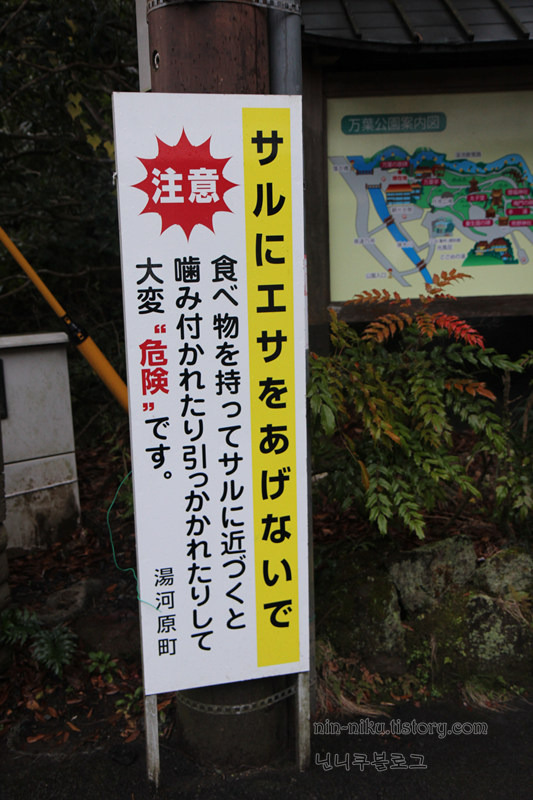 サルにエサをあげないで
注意
食べ物を持ってサルに近づくと
噛み付かれたり引っかかれたりして
大変“危険”です。
湯河原町
万葉公園案内図
nin-niku.tistory.com
닌니쿠블로그